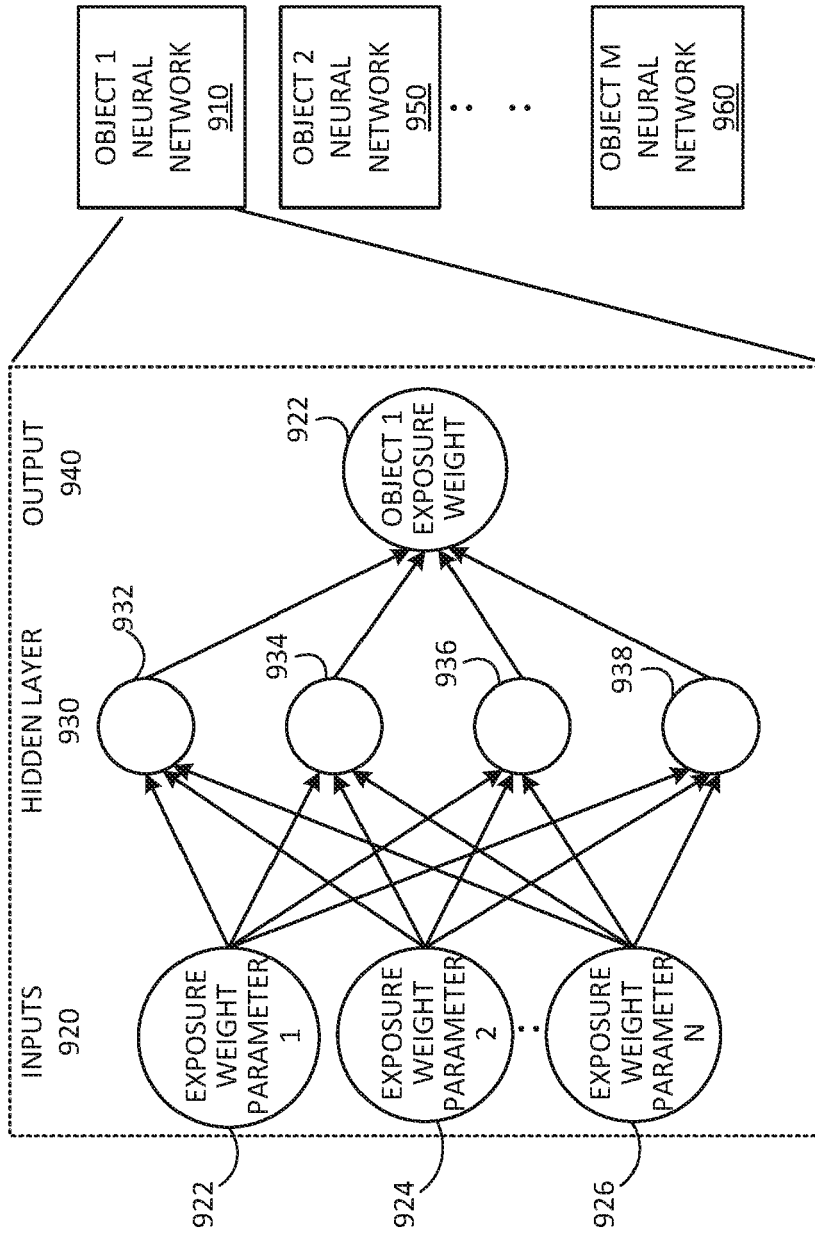 INPUTS
920
HIDDEN LAYER
930
OUTPUT
940
922
EXPOSURE
WEIGHT
PARAMETER
1
924
EXPOSURE
WEIGHT
PARAMETER
2
926
EXPOSURE
WEIGHT
PARAMETER
N
932
934
936
938
922
OBJECT 1
EXPOSURE
WEIGHT
OBJECT 1
NEURAL
NETWORK
910
OBJECT 2
NEURAL
NETWORK
950
OBJECT M
NEURAL
NETWORK
960